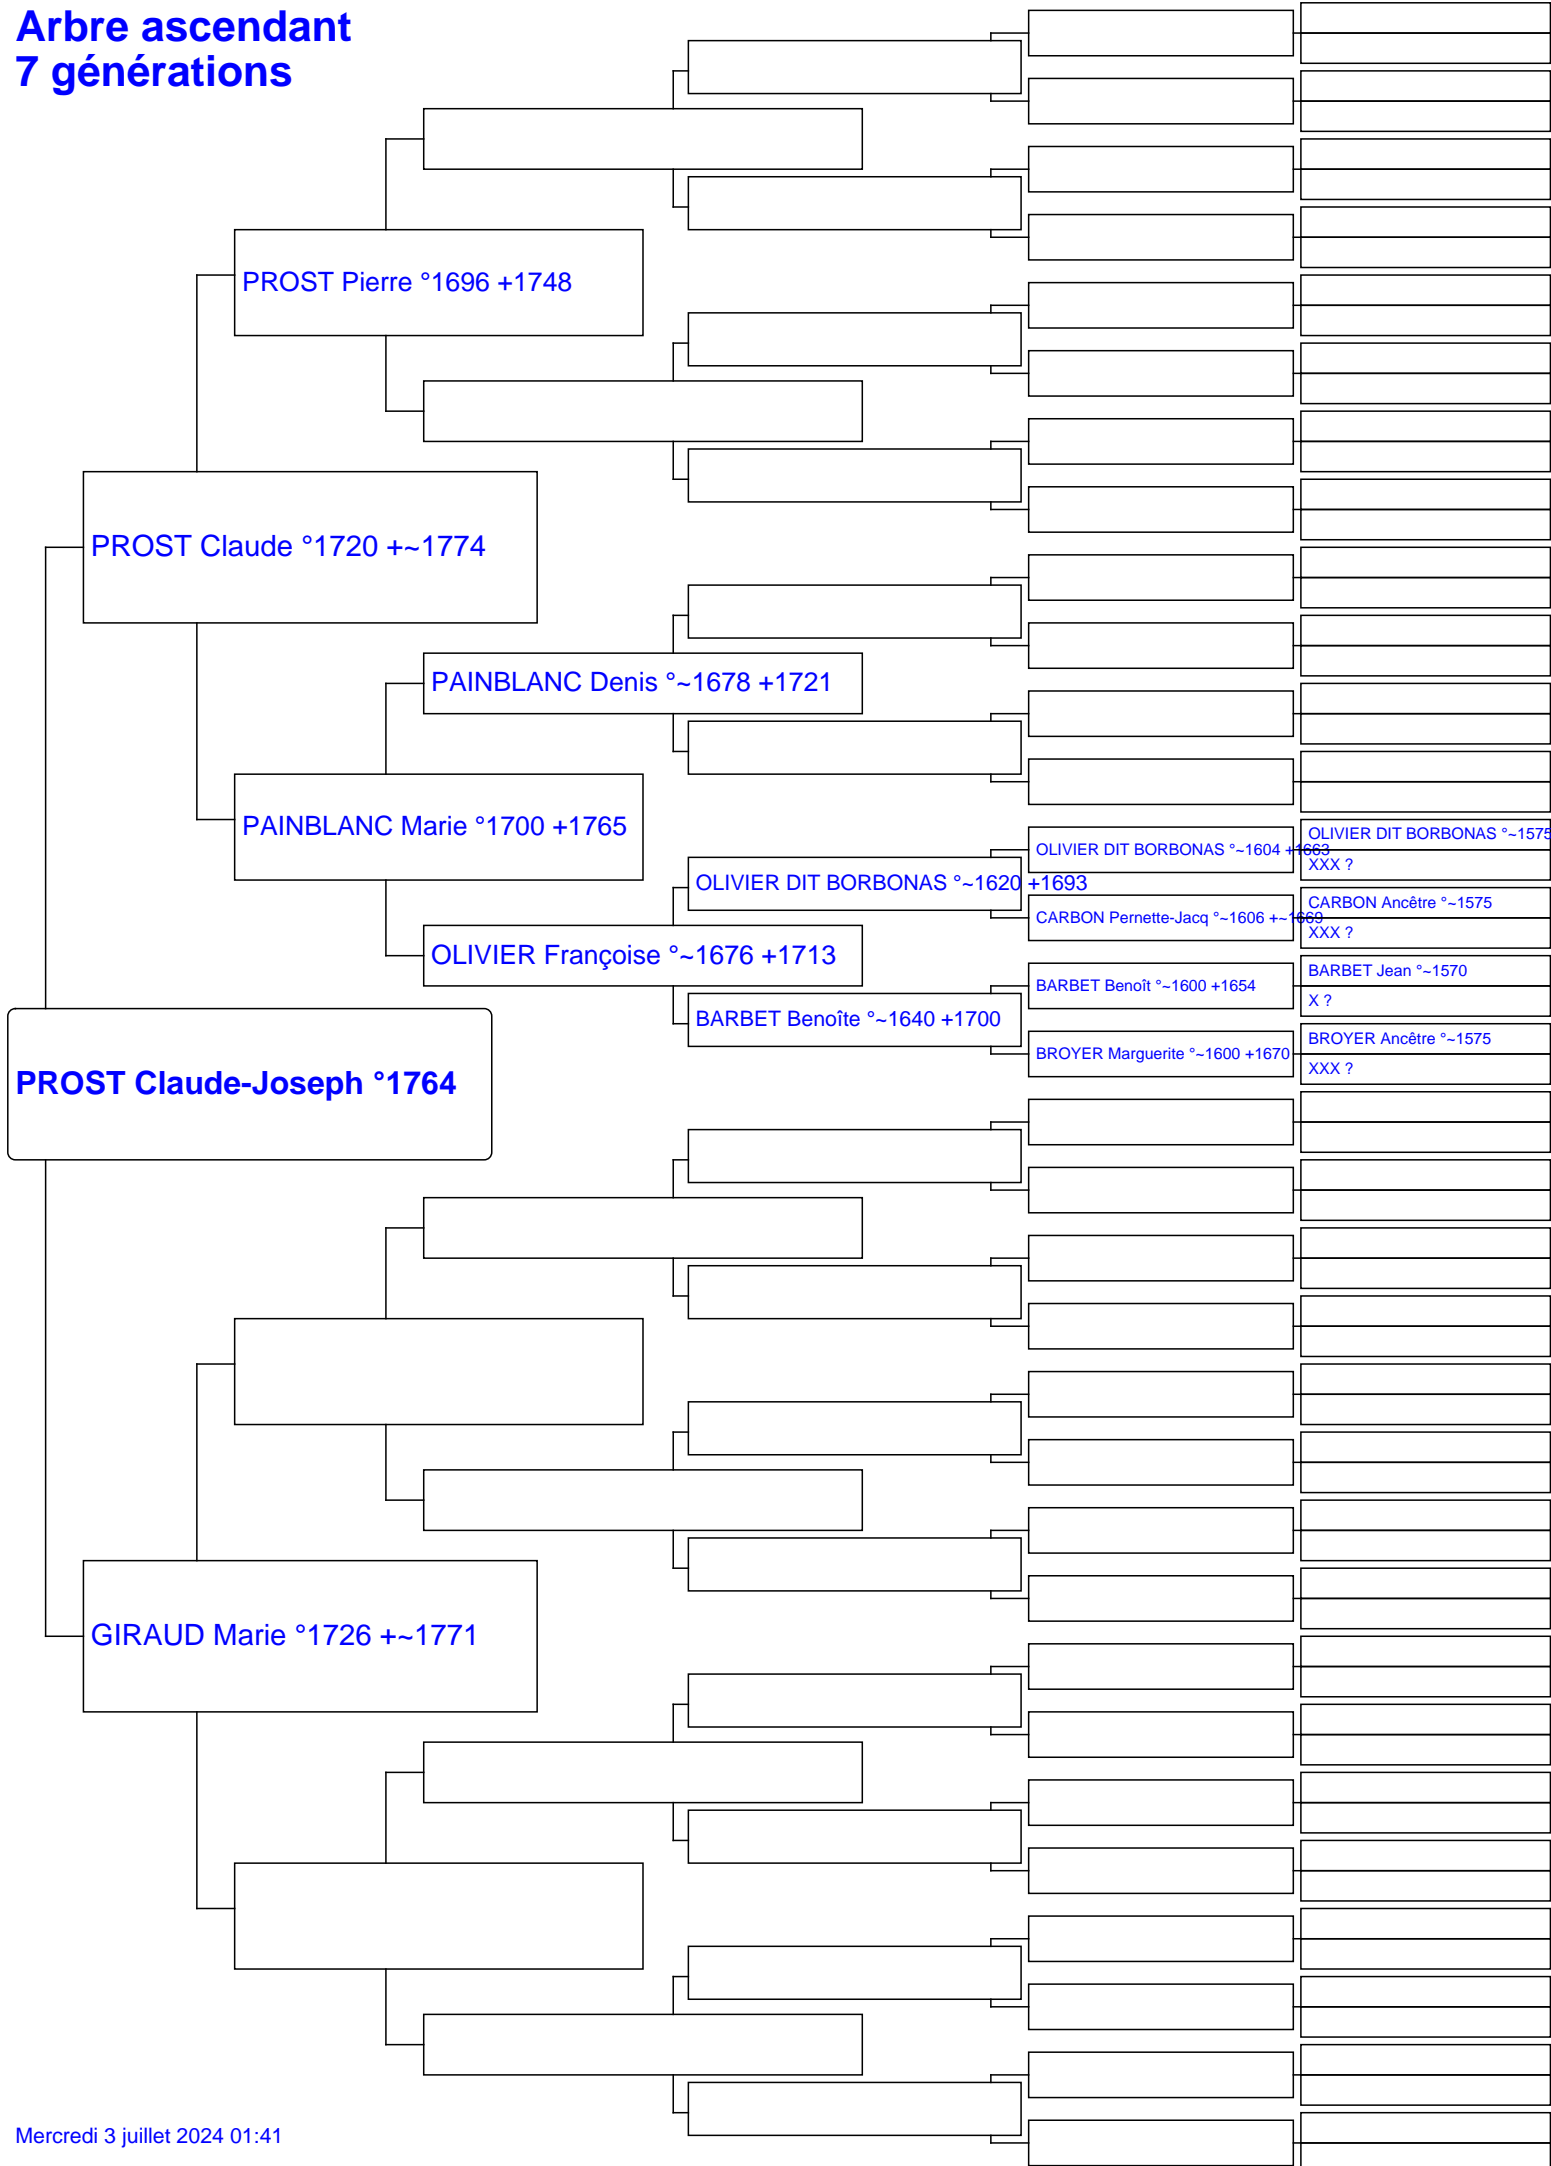 Arbre ascendant
7 générations
PROST Pierre °1696 +1748
PROST Claude °1720 +~1774
PAINBLANC Denis °~1678 +1721
PAINBLANC Marie °1700 +1765
OLIVIER DIT BORBONAS °~1575
OLIVIER DIT BORBONAS °~1604 +1663
XXX ?
OLIVIER DIT BORBONAS °~1620 +1693
CARBON Ancêtre °~1575
CARBON Pernette-Jacq °~1606 +~1669
XXX ?
OLIVIER Françoise °~1676 +1713
BARBET Jean °~1570
BARBET Benoît °~1600 +1654
X ?
BARBET Benoîte °~1640 +1700
BROYER Ancêtre °~1575
BROYER Marguerite °~1600 +1670
XXX ?
PROST Claude-Joseph °1764
GIRAUD Marie °1726 +~1771
Mercredi 3 juillet 2024 01:41